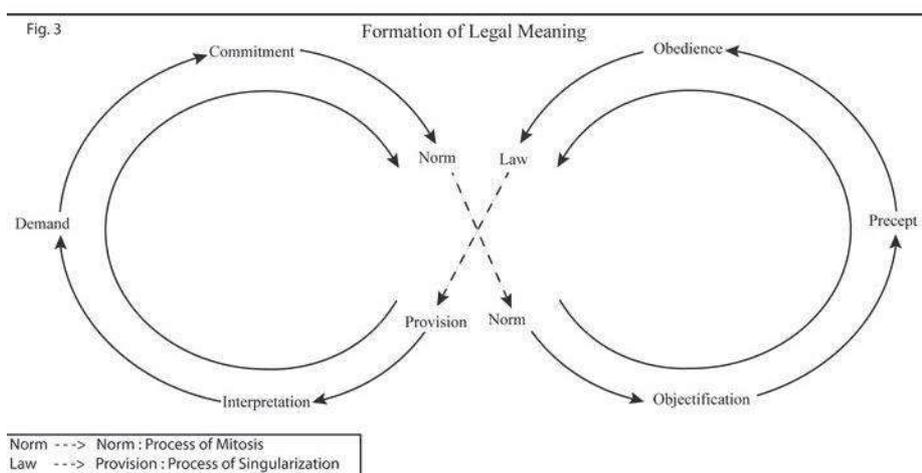 Fig. 3
Formation of Legal Meaning
Commitment
Obedience
Norm
Law
Demand
Precept
Provision
Norm
Interpretation
Objectification
Norm ---> Norm : Process of Mitosis
Law ---> Provision : Process of Singularization